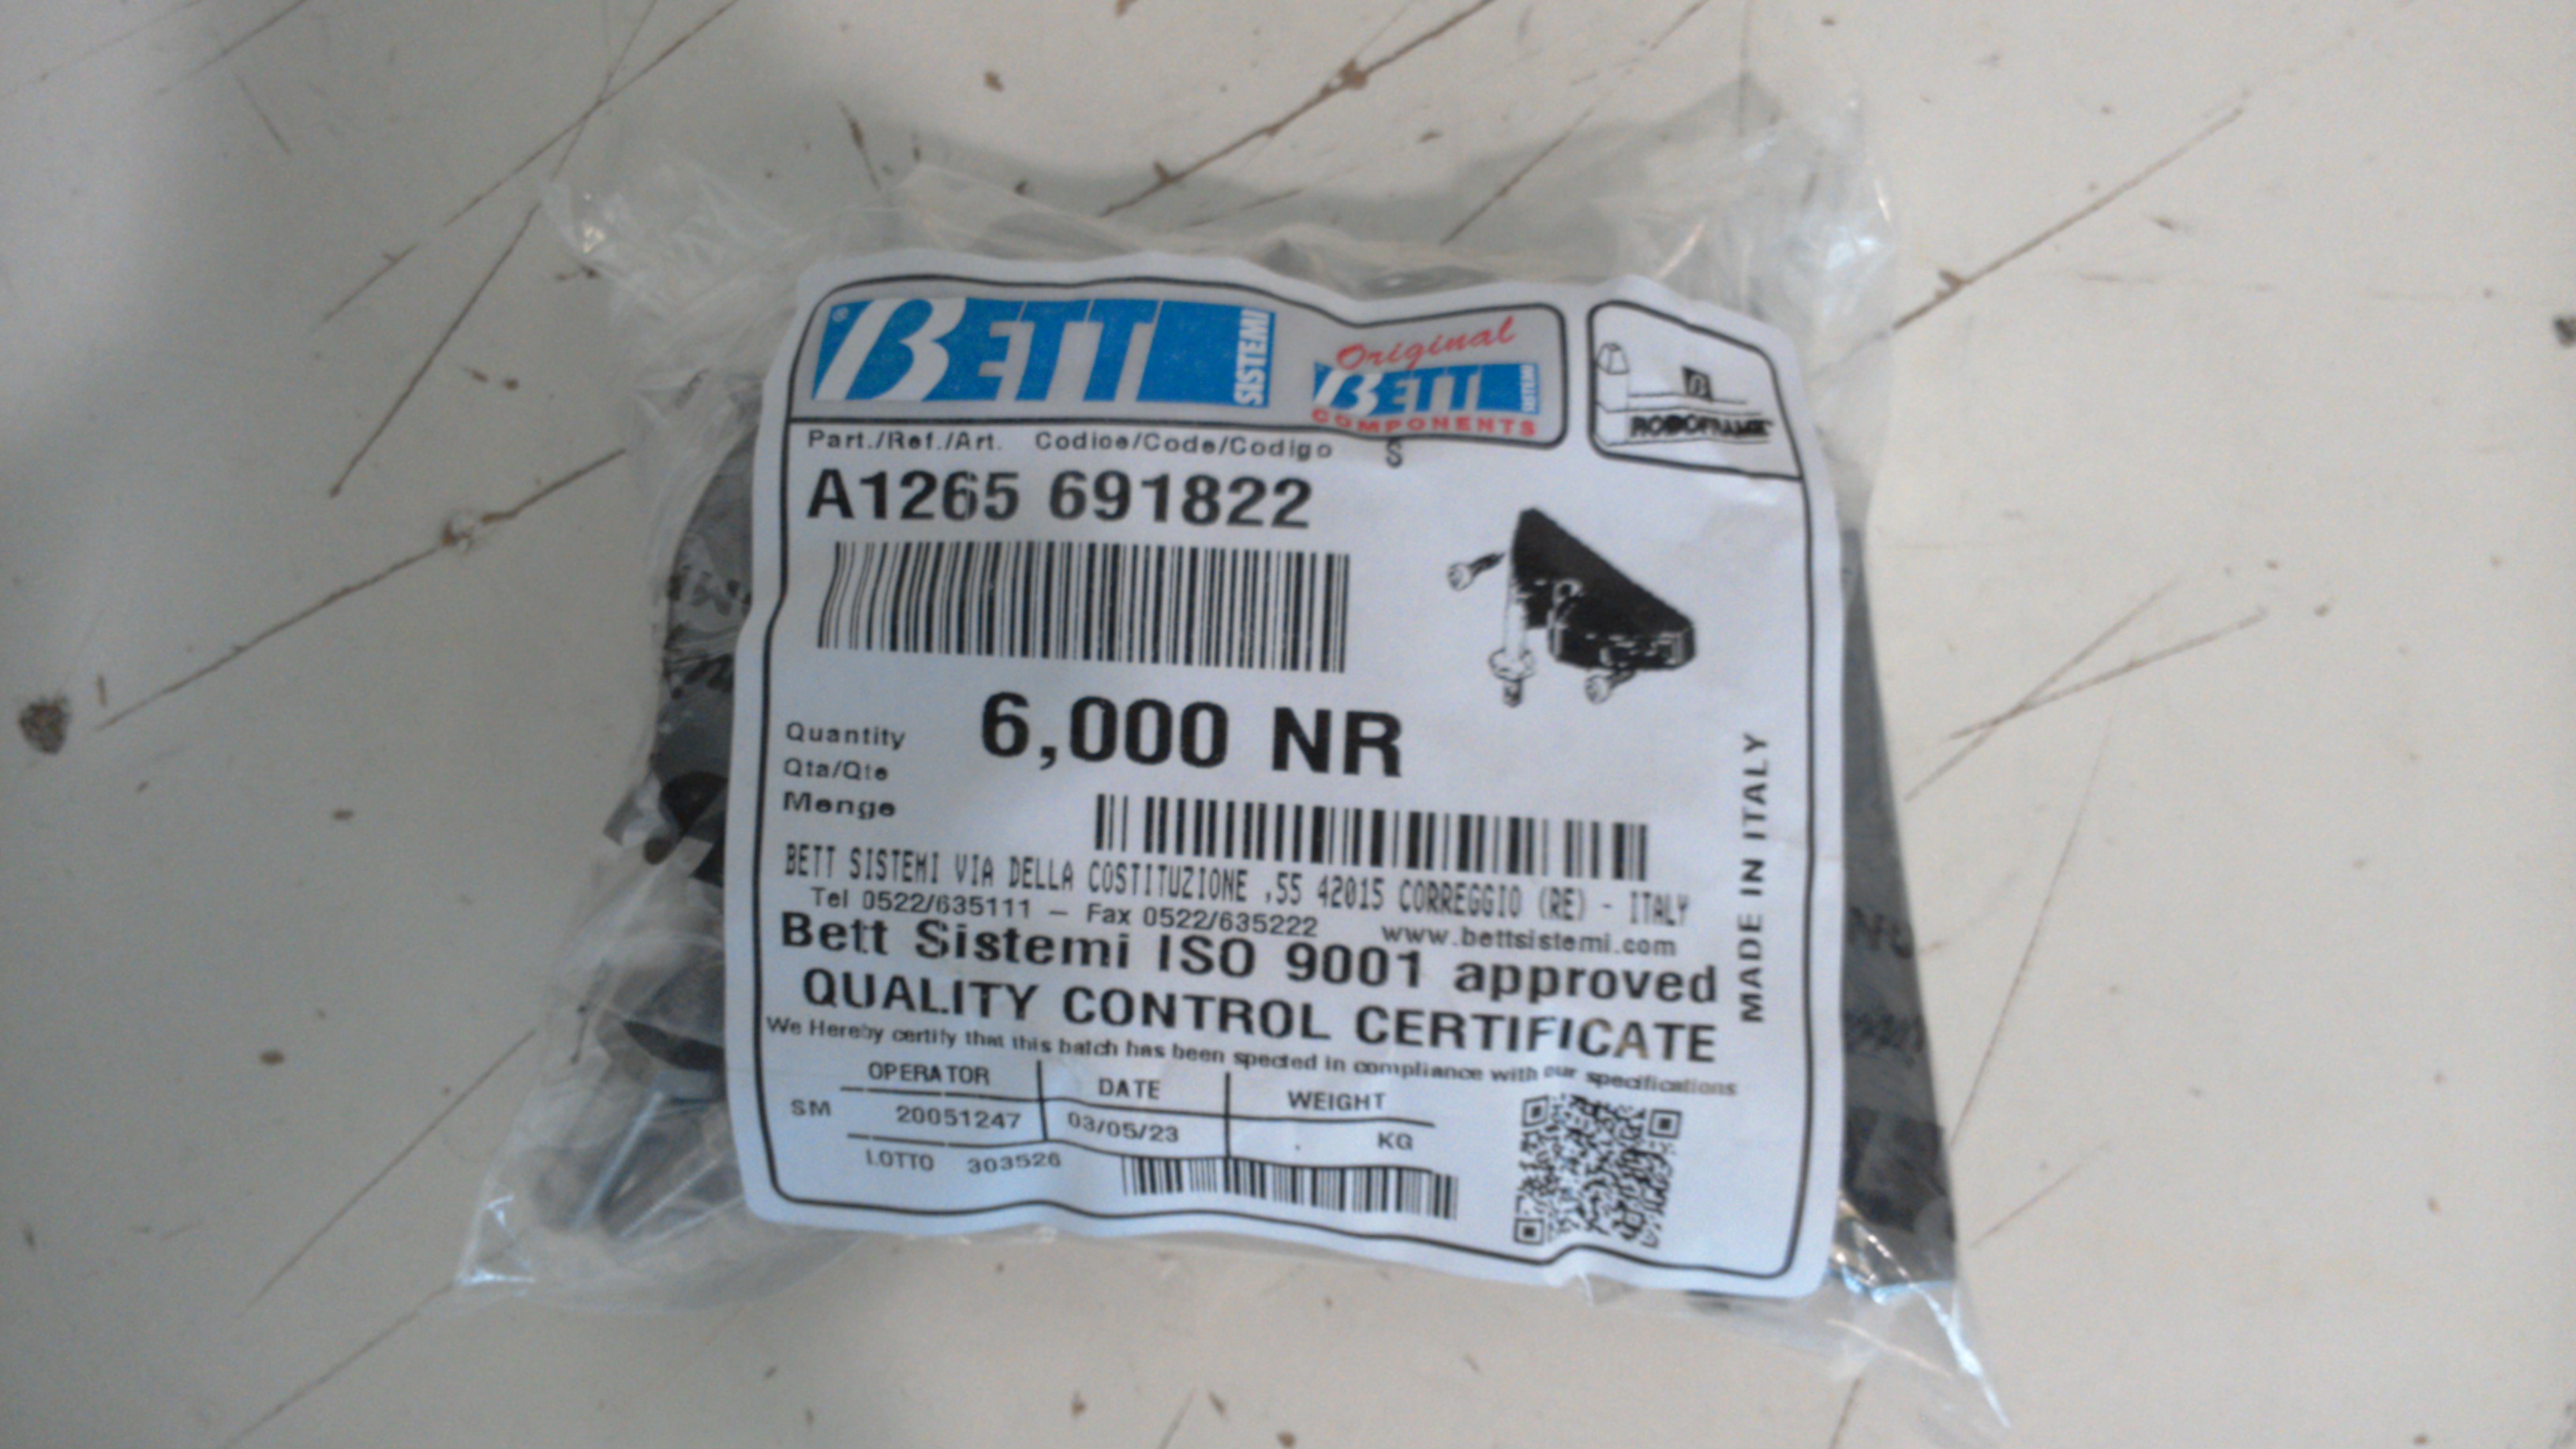 BETT SISTEMI
Original
BETT SISTEMI
COMPONENTS
ROBOFRAME
Part./Ref./Art. Codice/Code/Codigo
S
A1265 691822
Quantity 6,000 NR
Qta/Qte
Menge
MADE IN ITALY
BETT SISTEMI VIA DELLA COSTITUZIONE ,55 42015 CORREGGIO (RE) - ITALY
Tel 0522/635111 – Fax 0522/635222 www.bettsistemi.com
Bett Sistemi ISO 9001 approved
QUALITY CONTROL CERTIFICATE
We Hereby certify that this batch has been spected in compliance with our specifications
OPERATOR DATE WEIGHT
SM 20051247 03/05/23 . KG
LOTTO 303526